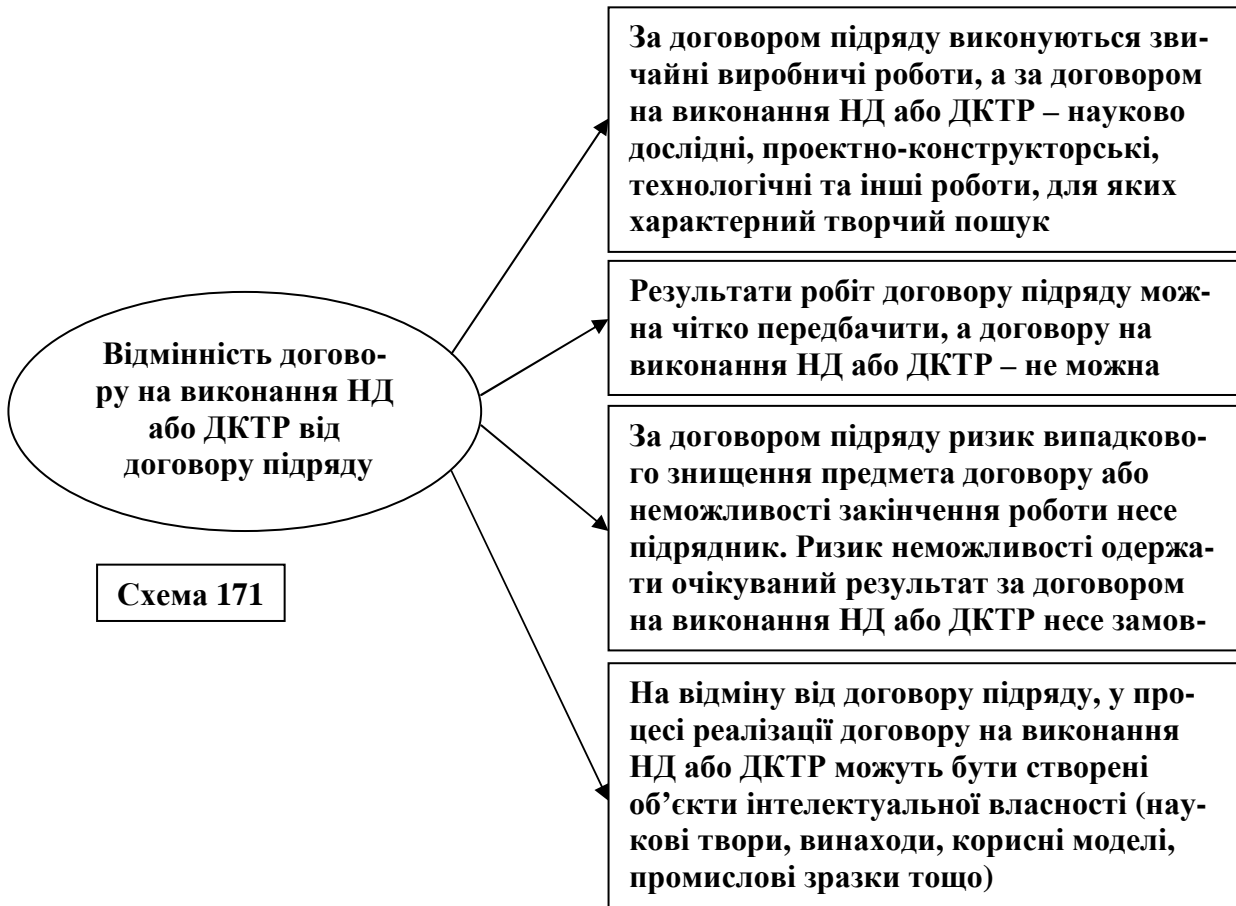 За договором підряду виконуються зви-
чайні виробничі роботи, а за договором
на виконання НД або ДКТР – науково
дослідні, проектно-конструкторські,
технологічні та інші роботи, для яких
характерний творчий пошук
Результати робіт договору підряду мож-
на чітко передбачити, а договору на
виконання НД або ДКТР – не можна
Відмінність догово-
ру на виконання НД
або ДКТР від
договору підряду
За договором підряду ризик випадково-
го знищення предмета договору або
неможливості закінчення роботи несе
підрядник. Ризик неможливості одержа-
ти очікуваний результат за договором
на виконання НД або ДКТР несе замов-
Схема 171
На відміну від договору підряду, у про-
цесі реалізації договору на виконання
НД або ДКТР можуть бути створені
об’єкти інтелектуальної власності (нау-
кові твори, винаходи, корисні моделі,
промислові зразки тощо)